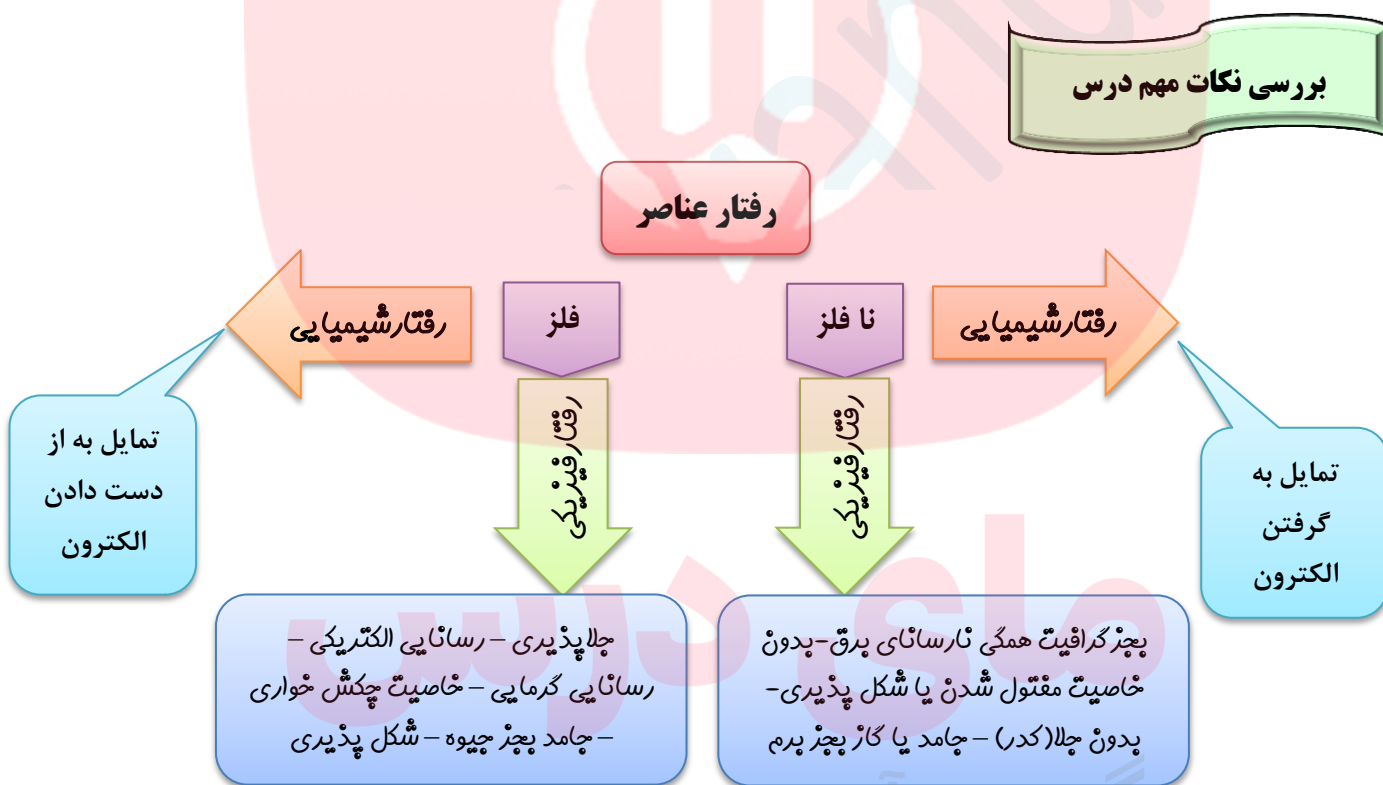 بررسی نکات مهم درس
رفتار عناصر
نا فلز
رفتارشیمیایی
تمایل به
گرفتن
الکترون
رفتارفیزیکی
بجز گرافیت همگی نارسانای برق-بدون
خاصیت مفتول شدن یا شکل پذیری-
بدون جلا(کدر) – جامد یا گاز بجز برم
فلز
رفتارشیمیایی
تمایل به از
دست دادن
الکترون
رفتارفیزیکی
جلاپذیری – رسانایی الکتریکی –
رسانایی گرمایی – خاصیت چکش خواری
– جامد بجز جیوه – شکل پذیری
مای درس